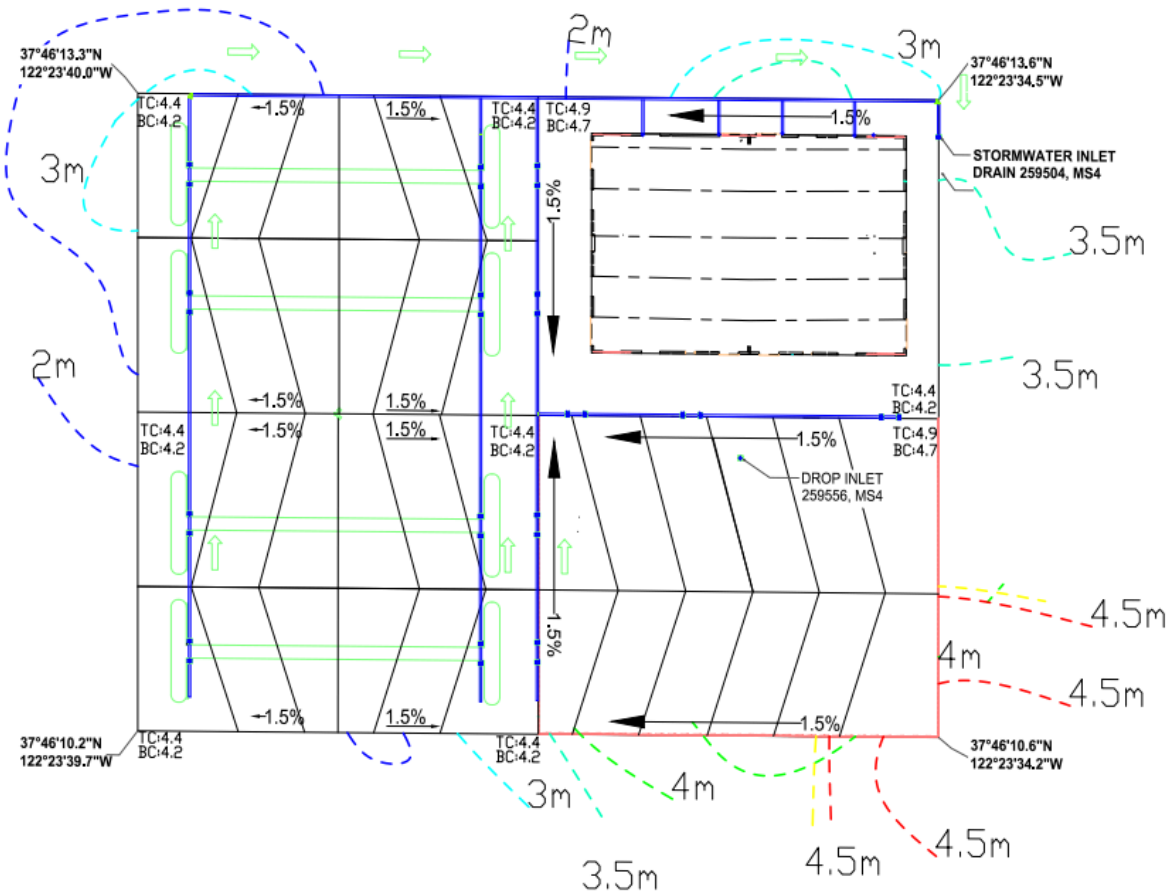 2m
3m
37°46'13.3"N
122°23'40.0"W
37°46'13.6"N
122°23'34.5"W
TC:4.4
BC:4.2
1.5%
1.5%
TC:4.4
BC:4.2
TC:4.9
BC:4.7
1.5%
STORMWATER INLET
DRAIN 259504, MS4
3m
1.5%
3.5m
2m
3.5m
1.5%
1.5%
TC:4.4
BC:4.2
TC:4.4
BC:4.2
1.5%
1.5%
TC:4.4
BC:4.2
TC:4.9
BC:4.7
1.5%
DROP INLET
259556, MS4
4.5m
1.5%
4m
4.5m
1.5%
1.5%
1.5%
TC:4.4
BC:4.2
TC:4.4
BC:4.2
37°46'10.2"N
122°23'39.7"W
37°46'10.6"N
122°23'34.2"W
3m
4m
3.5m
4.5m
4.5m